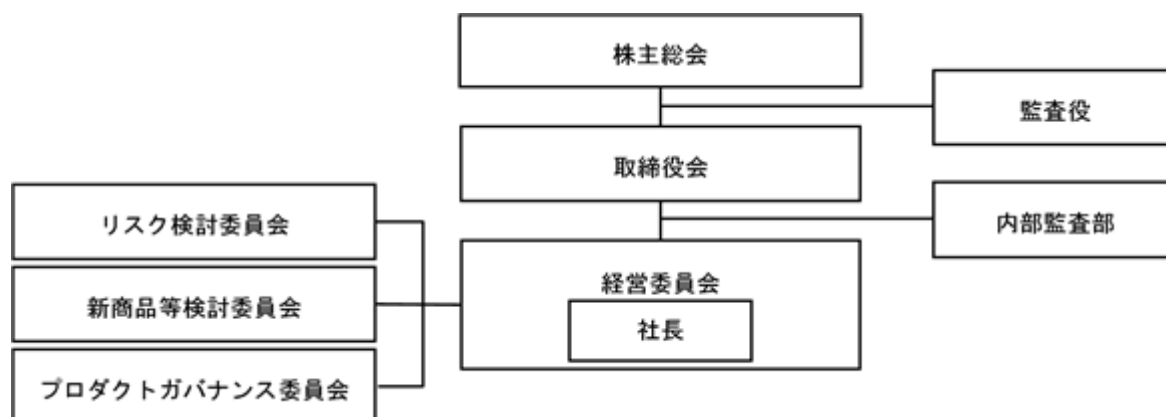 株主総会
監査役
取締役会
リスク検討委員会
内部監査部
新商品等検討委員会
経営委員会
社長
プロダクトガバナンス委員会